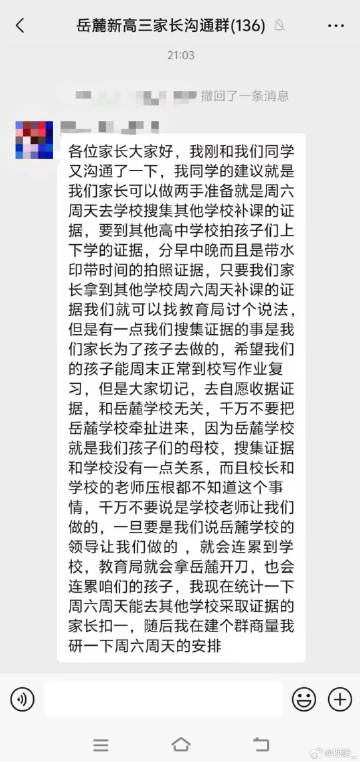 岳麓新高三家长沟通群(136)
21:03
撤回了一条消息
各位家长大家好，我刚和我们同学
又沟通了一下，我同学的建议就是
我们家长可以做两手准备就是周六
周天去学校搜集其他学校补课的证
据，要到其他高中学校拍孩子们上
下学的证据，分早中晚而且是带水
印带时间的拍照证据，只要我们家
长拿到其他学校周六周天补课的证
据我们就可以找教育局讨个说法，
但是有一点我们搜集证据的事是我
们家长为了孩子去做的，希望我们
的孩子能周末正常到校写作业复
习，但是大家切记，去自愿收据证
据，和岳麓学校无关，千万不要把
岳麓学校牵扯进来，因为岳麓学校
就是我们孩子们的母校，搜集证据
和学校没有一点关系，而且校长和
学校的老师压根都不知道这个事
情，千万不要说是学校老师让我们
做的，一旦要是我们说岳麓学校的
领导让我们做的，就会连累到学
校，教育局就会拿岳麓开刀，也会
连累咱们的孩子，我现在统计一下
周六周天能去其他学校采取证据的
家长扣一，随后我在建个群商量我
研一下周六周天的安排